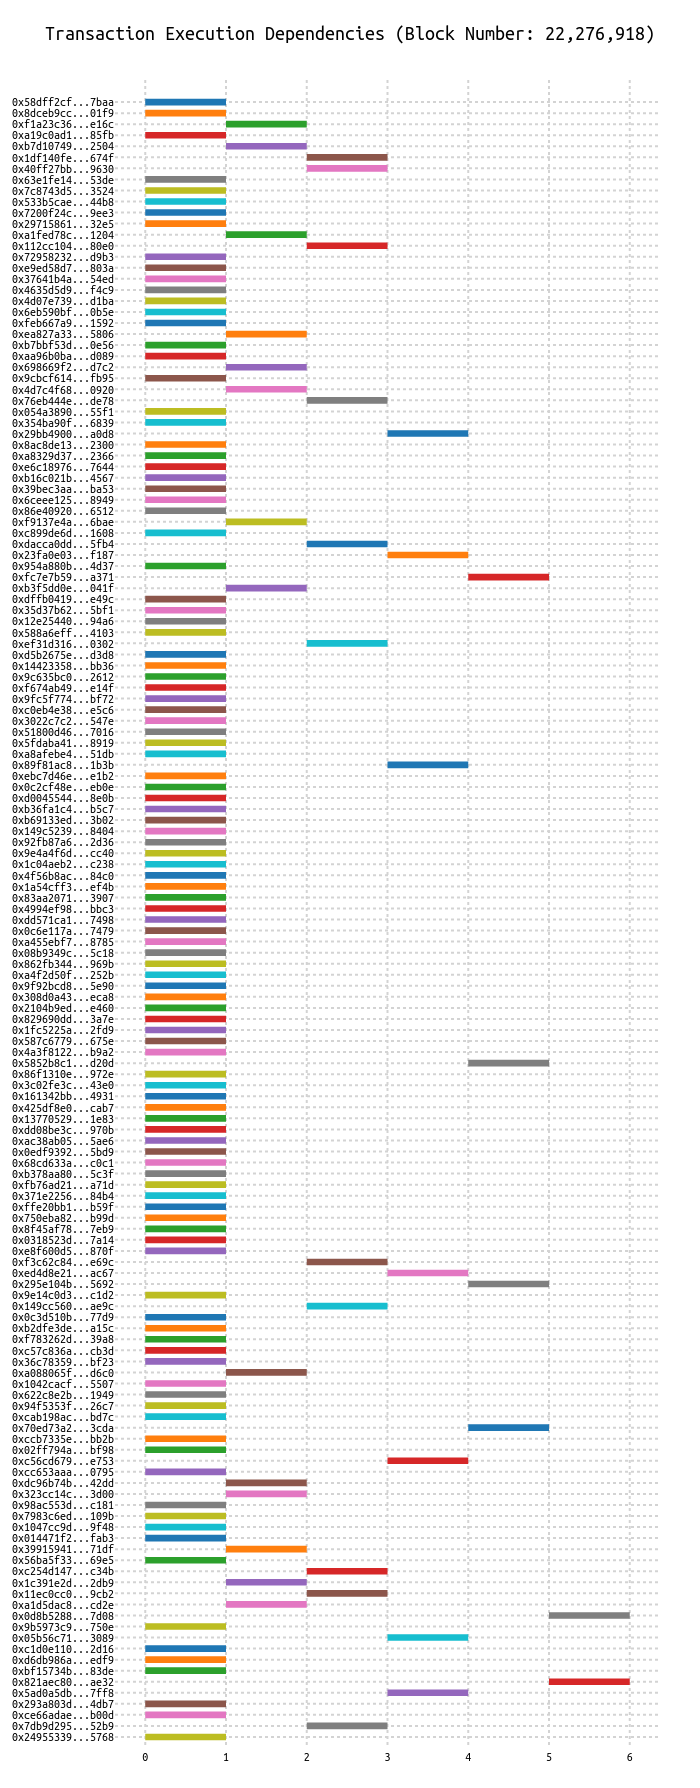 Transaction Execution Dependencies (Block Number: 22,276,918)
0x58dff2cf...7baa
0x8dceb9cc...01f9
0xf1a23c36...e16c
0xa19c0ad1...85fb
0xb7d10749...2504
0x1df140fe...674f
0x40ff27bb...9630
0x63e1fe14...53de
0x7c8743d5...3524
0x533b5cae...44b8
0x7200f24c...9ee3
0x29715861...32e5
0xa1fed78c...1204
0x112cc104...80e0
0x72958232...d9b3
0xe9ed58d7...803a
0x37641b4a...54ed
0x4635d5d9...f4c9
0x4d07e739...d1ba
0x6eb590bf...0b5e
0xfeb667a9...1592
0xea827a33...5806
0xb7bbf53d...0e56
0xaa96b0ba...d089
0x698669f2...d7c2
0x9cbcf614...fb95
0x4d7c4f68...0920
0x76eb444e...de78
0x054a3890...55f1
0x354ba90f...6839
0x29bb4900...a0d8
0x8ac8de13...2300
0xa8329d37...2366
0xe6c18976...7644
0xb16c021b...4567
0x39bec3aa...ba53
0x6ceee125...8949
0x86e40920...6512
0xf9137e4a...6bae
0xc899de6d...1608
0xdacca0dd...5fb4
0x23fa0e03...f187
0x954a880b...4d37
0xfc7e7b59...a371
0xb3f5dd0e...041f
0xdffb0419...e49c
0x35d37b62...5bf1
0x12e25440...94a6
0x588a6eff...4103
0xef31d316...0302
0xd5b2675e...d3d8
0x14423358...bb36
0x9c635bc0...2612
0xf674ab49...e14f
0x9fc5f774...bf72
0xc0eb4e38...e5c6
0x3022c7c2...547e
0x51800d46...7016
0x5fdaba41...8919
0xa8afebe4...51db
0x89f81ac8...1b3b
0xebc7d46e...e1b2
0x0c2cf48e...eb0e
0xd0045544...8e0b
0xb36fa1c4...b5c7
0xb69133ed...3b02
0x149c5239...8404
0x92fb87a6...2d36
0x9e4a4f6d...cc40
0x1c04aeb2...c238
0x4f56b8ac...84c0
0x1a54cff3...ef4b
0x83aa2071...3907
0x4994ef98...bbc3
0xdd571ca1...7498
0x0c6e117a...7479
0xa455ebf7...8785
0x08b9349c...5c18
0x862fb344...969b
0xa4f2d50f...252b
0x9f92bcd8...5e90
0x308d0a43...eca8
0x2104b9ed...e460
0x829690dd...3a7e
0x1fc5225a...2fd9
0x587c6779...675e
0x4a3f8122...b9a2
0x5852b8c1...d20d
0x86f1310e...972e
0x3c02fe3c...43e0
0x161342bb...4931
0x425df8e0...cab7
0x13770529...1e83
0xdd08be3c...970b
0xac38ab05...5ae6
0x0edf9392...5bd9
0x68cd633a...c0c1
0xb378aa80...5c3f
0xfb76ad21...a71d
0x371e2256...84b4
0xffe20bb1...b59f
0x750eba82...b99d
0x8f45af78...7eb9
0x0318523d...7a14
0xe8f600d5...870f
0xf3c62c84...e69c
0xed4d8e21...ac67
0x295e104b...5692
0x9e14c0d3...c1d2
0x149cc560...ae9c
0x0c3d510b...77d9
0xb2dfe3de...a15c
0xf783262d...39a8
0xc57c836a...cb3d
0x36c78359...bf23
0xa088065f...d6c0
0x1042cacf...5507
0x622c8e2b...1949
0x94f5353f...26c7
0xcab198ac...bd7c
0x70ed73a2...3cda
0xccb7335e...bb2b
0x02ff794a...bf98
0xc56cd679...e753
0xcc653aaa...0795
0xdc96b74b...42dd
0x323cc14c...3d00
0x98ac553d...c181
0x7983c6ed...109b
0x1047cc9d...9f48
0x014471f2...fab3
0x39915941...71df
0x56ba5f33...69e5
0xc254d147...c34b
0x1c391e2d...2db9
0x11ec0cc0...9cb2
0xa1d5dac8...cd2e
0x0d8b5288...7d08
0x9b5973c9...750e
0x05b56c71...3089
0xc1d0e110...2d16
0xd6db986a...edf9
0xbf15734b...83de
0x821aec80...ae32
0x5ad0a5db...7ff8
0x293a803d...4db7
0xce66adae...b00d
0x7db9d295...52b9
0x24955339...5768
0 1 2 3 4 5 6